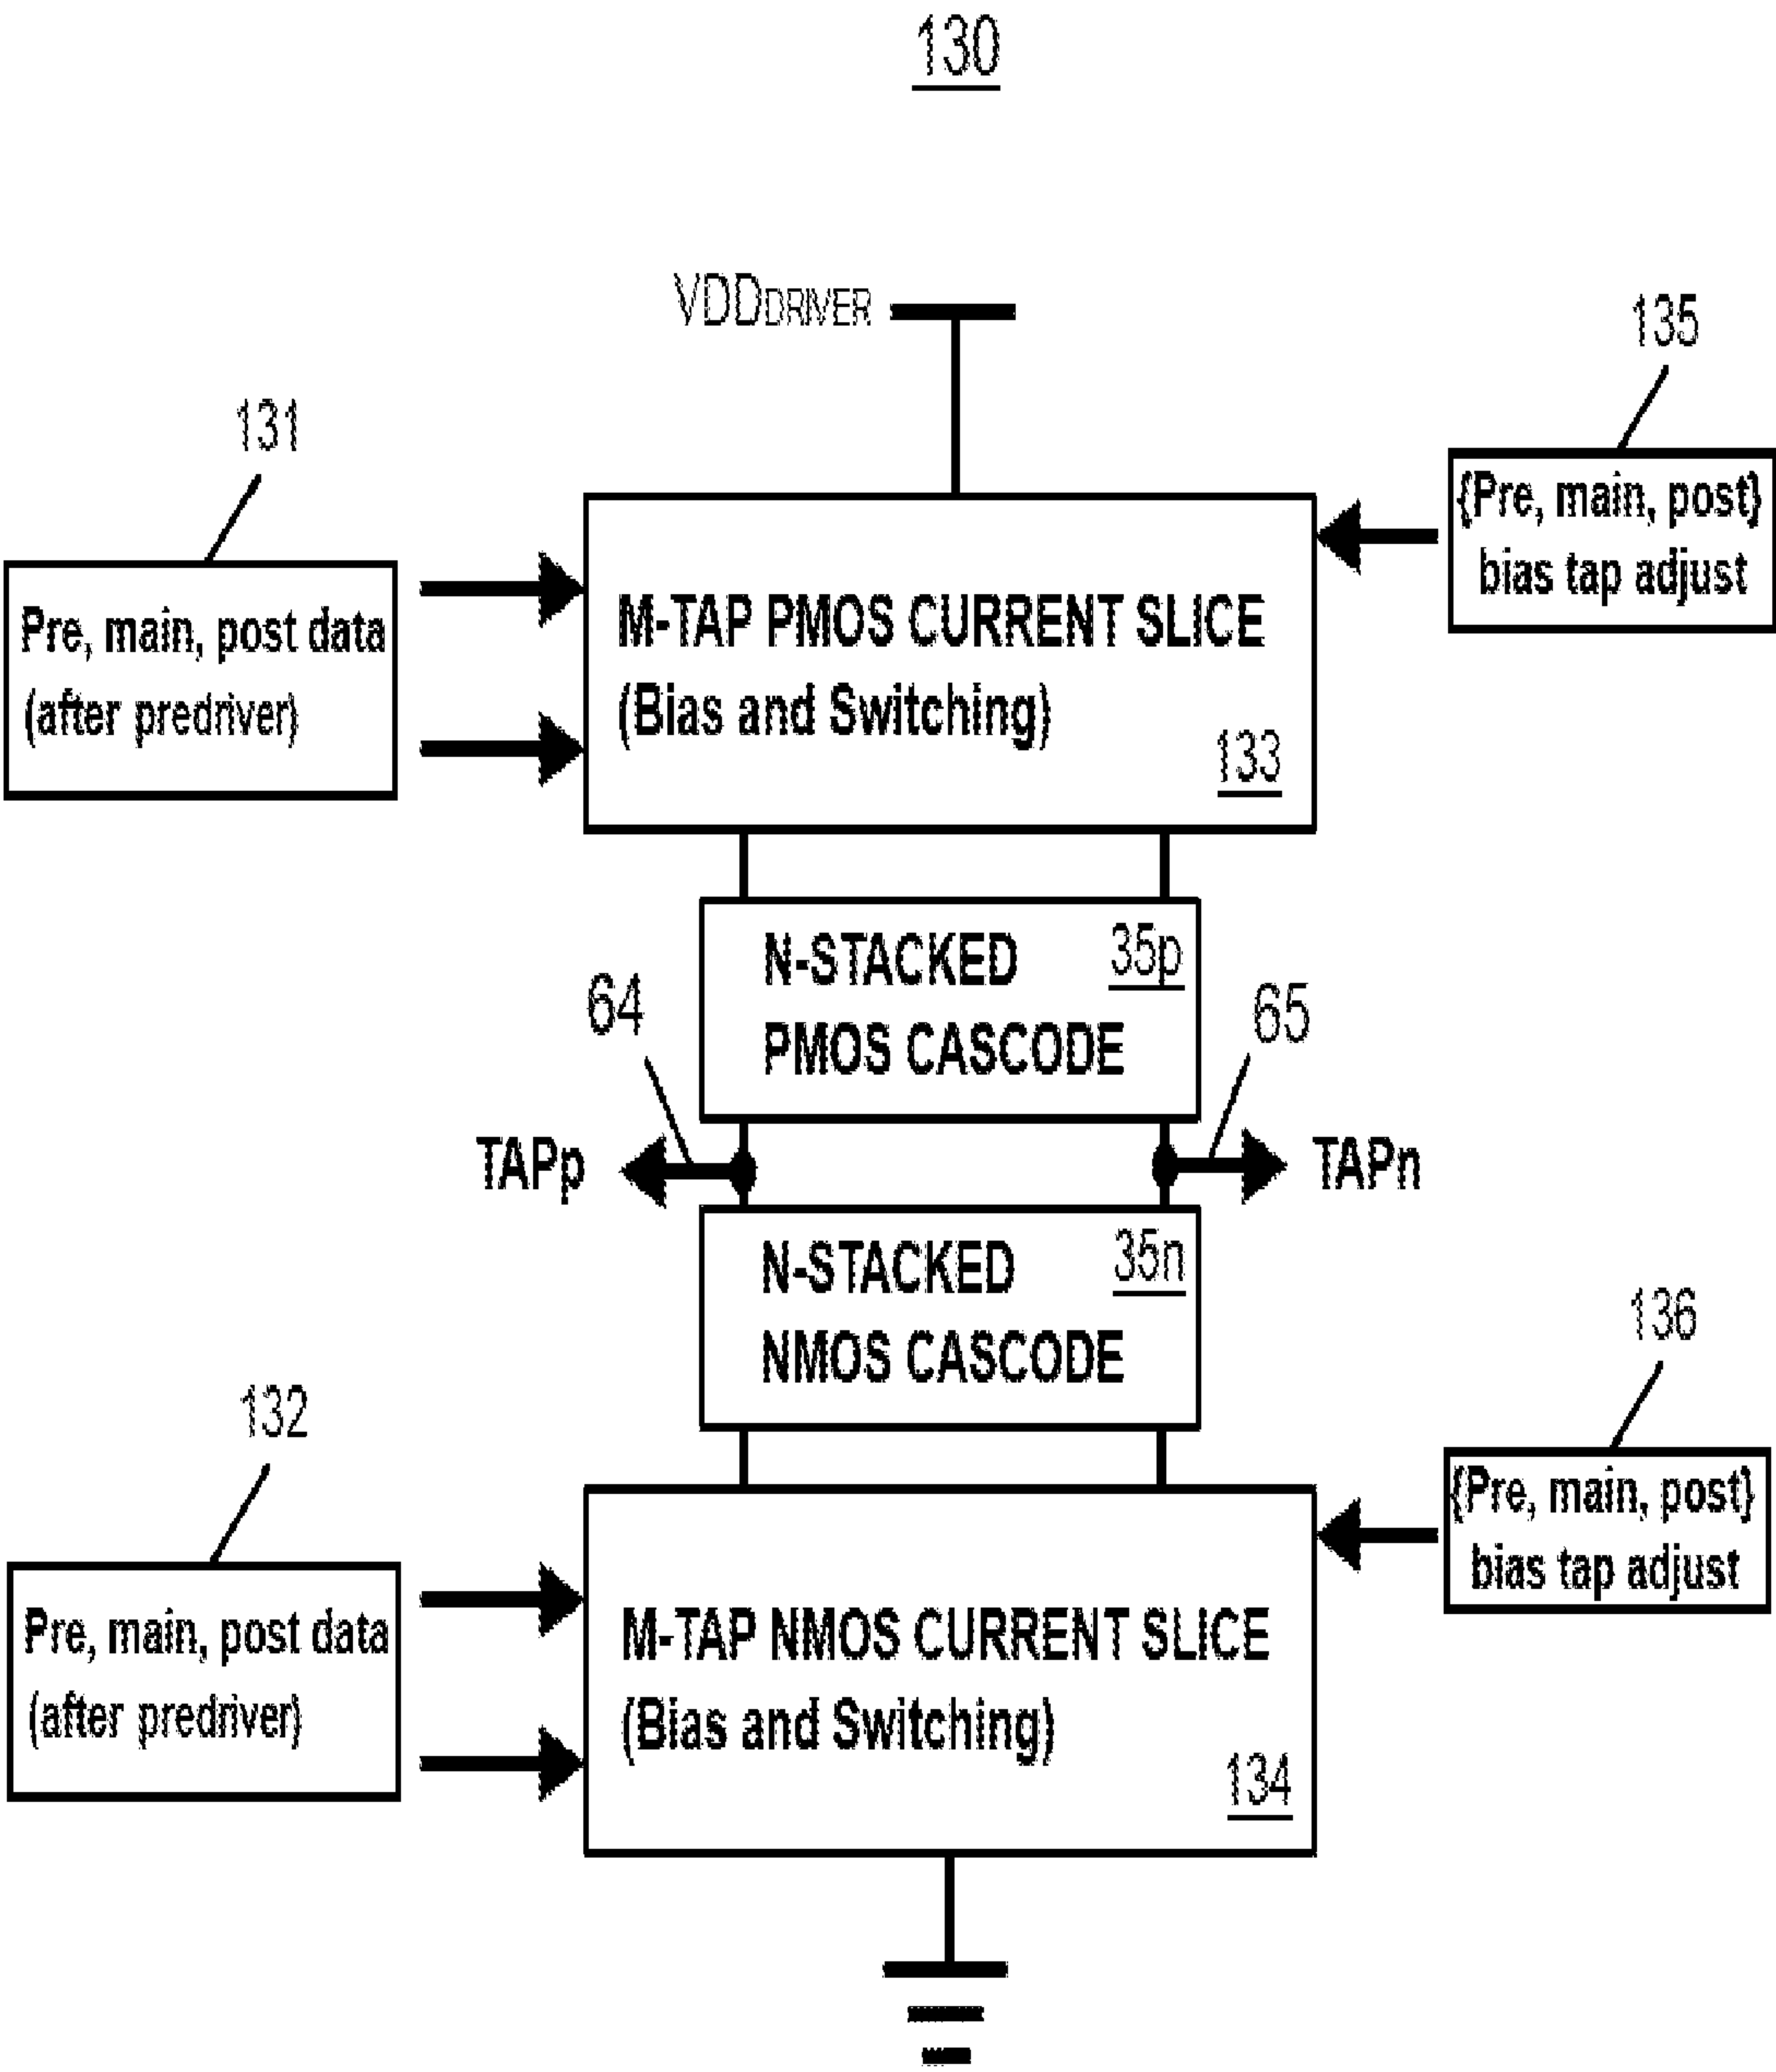 130
VDDDRIVER
135
131
{Pre, main, post}
bias tap adjust
Pre, main, post data
(after predriver)
M-TAP PMOS CURRENT SLICE
(Bias and Switching)
133
N-STACKED
35p
PMOS CASCODE
64
65
TAPp
TAPn
N-STACKED
35n
NMOS CASCODE
136
132
{Pre, main, post}
bias tap adjust
Pre, main, post data
(after predriver)
M-TAP NMOS CURRENT SLICE
(Bias and Switching)
134